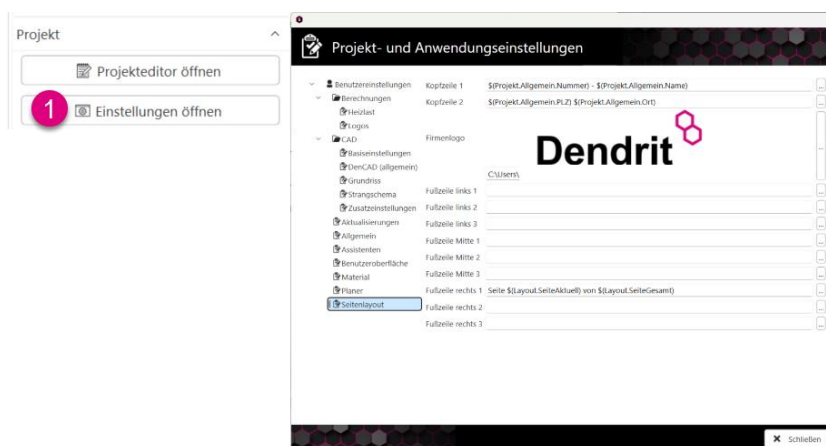 Projekt
Projekteditor öffnen
1
Einstellungen öffnen
Projekt- und Anwendungseinstellungen
Benutzereinstellungen
Berechnungen
Heizlast
Logos
CAD
Basiseinstellungen
DenCAD (allgemein)
Grundriss
Strangschema
Zusatzeinstellungen
Aktualisierungen
Allgemein
Assistenten
Benutzeroberfläche
Material
Planer
Seitenlayout
Kopfzeile 1 $(Projekt.Allgemein.Nummer) - $(Projekt.Allgemein.Name) ...
Kopfzeile 2 $(Projekt.Allgemein.PLZ) $(Projekt.Allgemein.Ort) ...
Firmenlogo Dendrit ...
C:\Users\
Fußzeile links 1 ...
Fußzeile links 2 ...
Fußzeile links 3 ...
Fußzeile Mitte 1 ...
Fußzeile Mitte 2 ...
Fußzeile Mitte 3 ...
Fußzeile rechts 1 Seite $(Layout.SeiteAktuell) von $(Layout.SeiteGesamt) ...
Fußzeile rechts 2 ...
Fußzeile rechts 3 ...
Schließen